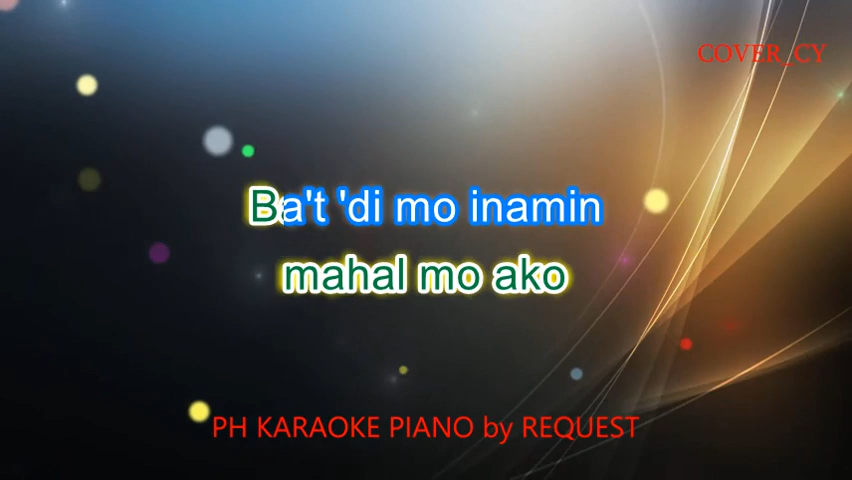 COVER_CY
Ba't 'di mo inamin
mahal mo ako
PH KARAOKE PIANO by REQUEST